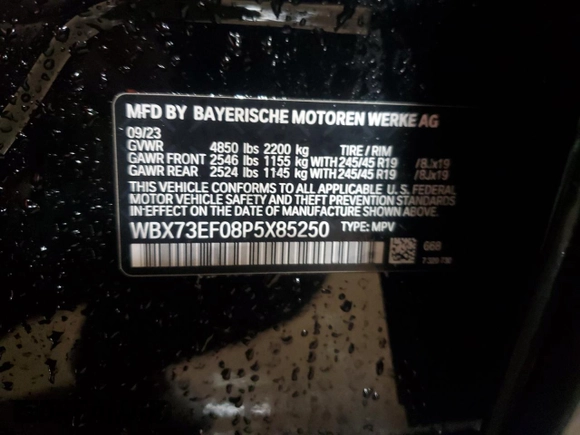 MFD BY BAYERISCHE MOTOREN WERKE AG
09/23
GVWR 4850 lbs 2200 kg TIRE / RIM
GAWR FRONT 2546 lbs 1155 kg WITH 245/45 R19 / 8Jx19
GAWR REAR 2524 lbs 1145 kg WITH 245/45 R19 / 8Jx19
THIS VEHICLE CONFORMS TO ALL APPLICABLE U. S. FEDERAL
MOTOR VEHICLE SAFETY AND THEFT PREVENTION STANDARDS
IN-EFFECT ON THE DATE OF MANUFACTURE SHOWN ABOVE.
WBX73EF08P5X85250 TYPE: MPV
668